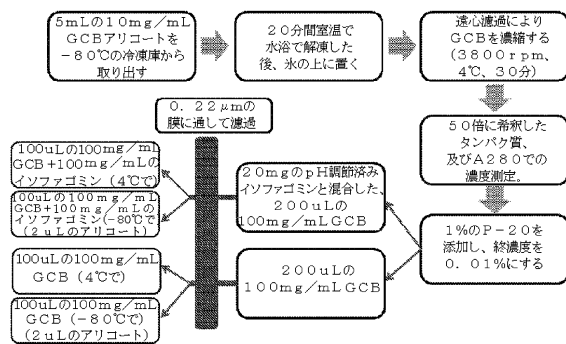 5mLの10mg/mL
GCBアリコートを
-80℃の冷凍庫から
取り出す
20分間室温で
水浴で解凍した
後、氷の上に置く
遠心濾過により
GCBを濃縮する
(3800rpm、
4℃、30分)
50倍に希釈した
タンパク質、
及びA280での
濃度測定。
1%のP-20を
添加し、終濃度を
0.01%にする
20mgのpH調節済み
イソファゴミンと混合した、
200uLの
100mg/mLGCB
200uLの
100mg/mLGCB
0.22μmの
膜に通して濾過
100uLの100mg/mL
GCB+100mg/mLの
イソファゴミン(4℃で)
100uLの100mg/mL
GCB+100mg/mLの
イソファゴミン(-80℃で)
(2uLのアリコート)
100uLの100mg/mL
GCB(4℃で)
100uLの100mg/mL
GCB(-80℃で)
(2uLのアリコート)